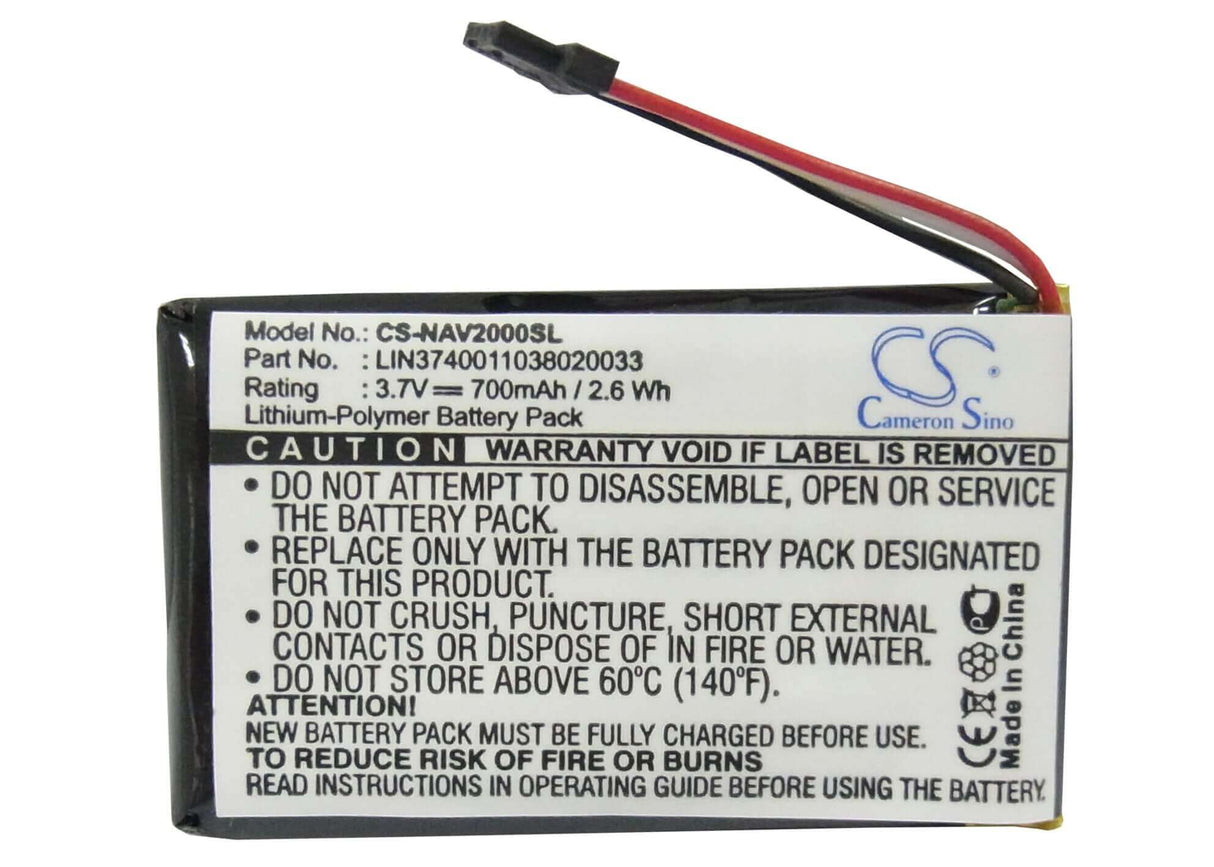 Model No.: CS-NAV2000SL
Part No. : LIN3740011038020033
Rating : 3.7V 700mAh / 2.6 Wh
Lithium-Polymer Battery Pack
CS ®
Cameron Sino
CAUTION WARRANTY VOID IF LABEL IS REMOVED
• DO NOT ATTEMPT TO DISASSEMBLE, OPEN OR SERVICE
THE BATTERY PACK.
• REPLACE ONLY WITH THE BATTERY PACK DESIGNATED
FOR THIS PRODUCT.
• DO NOT CRUSH, PUNCTURE, SHORT EXTERNAL
CONTACTS OR DISPOSE OF IN FIRE OR WATER.
• DO NOT STORE ABOVE 60°C (140°F).
ATTENTION!
NEW BATTERY PACK MUST BE FULLY CHARGED BEFORE USE.
TO REDUCE RISK OF FIRE OR BURNS
READ INSTRUCTIONS IN OPERATING GUIDE BEFORE USING THE BATTERY.
CE
Made in China